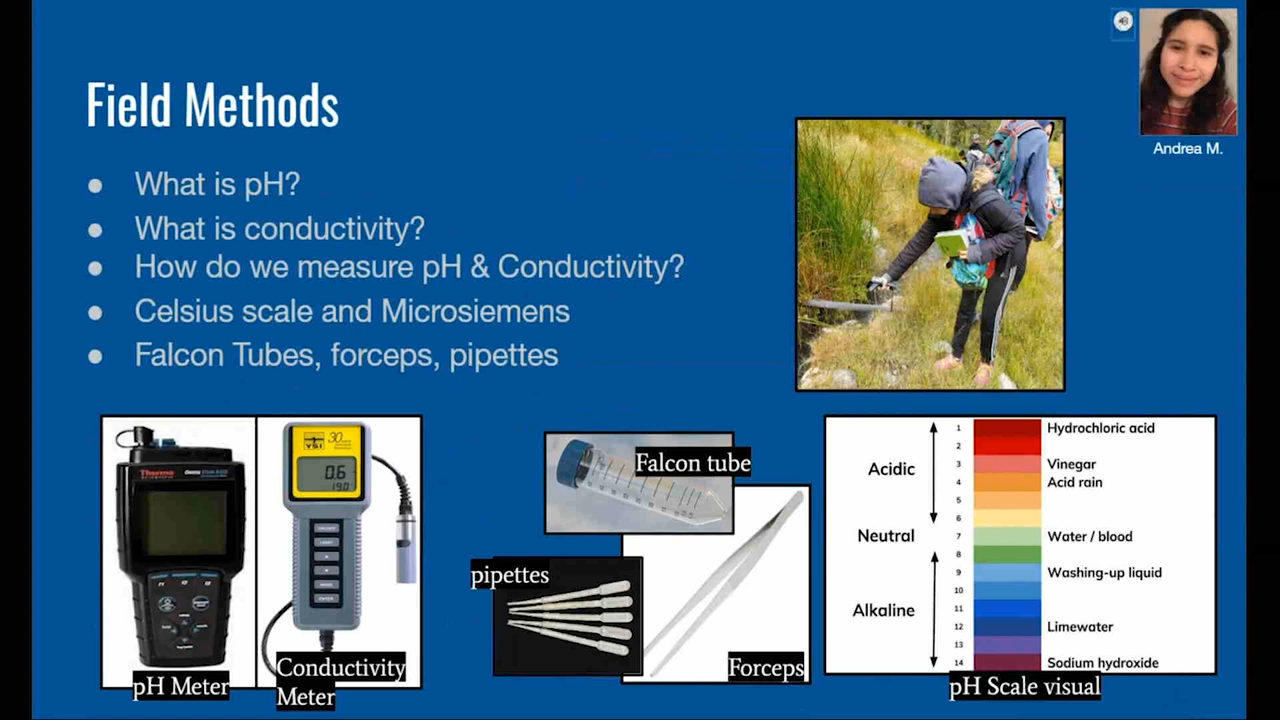 Andrea M.
Field Methods
● What is pH?
● What is conductivity?
● How do we measure pH & Conductivity?
● Celsius scale and Microsiemens
● Falcon Tubes, forceps, pipettes
Thermo
YSI 30
0.6
19.0
pH Meter
Conductivity
Meter
Falcon tube
pipettes
Forceps
Acidic
Neutral
Alkaline
1 Hydrochloric acid
2
3 Vinegar
4 Acid rain
5
6
7 Water / blood
8
9 Washing-up liquid
10
11
12 Limewater
13
14 Sodium hydroxide
pH Scale visual